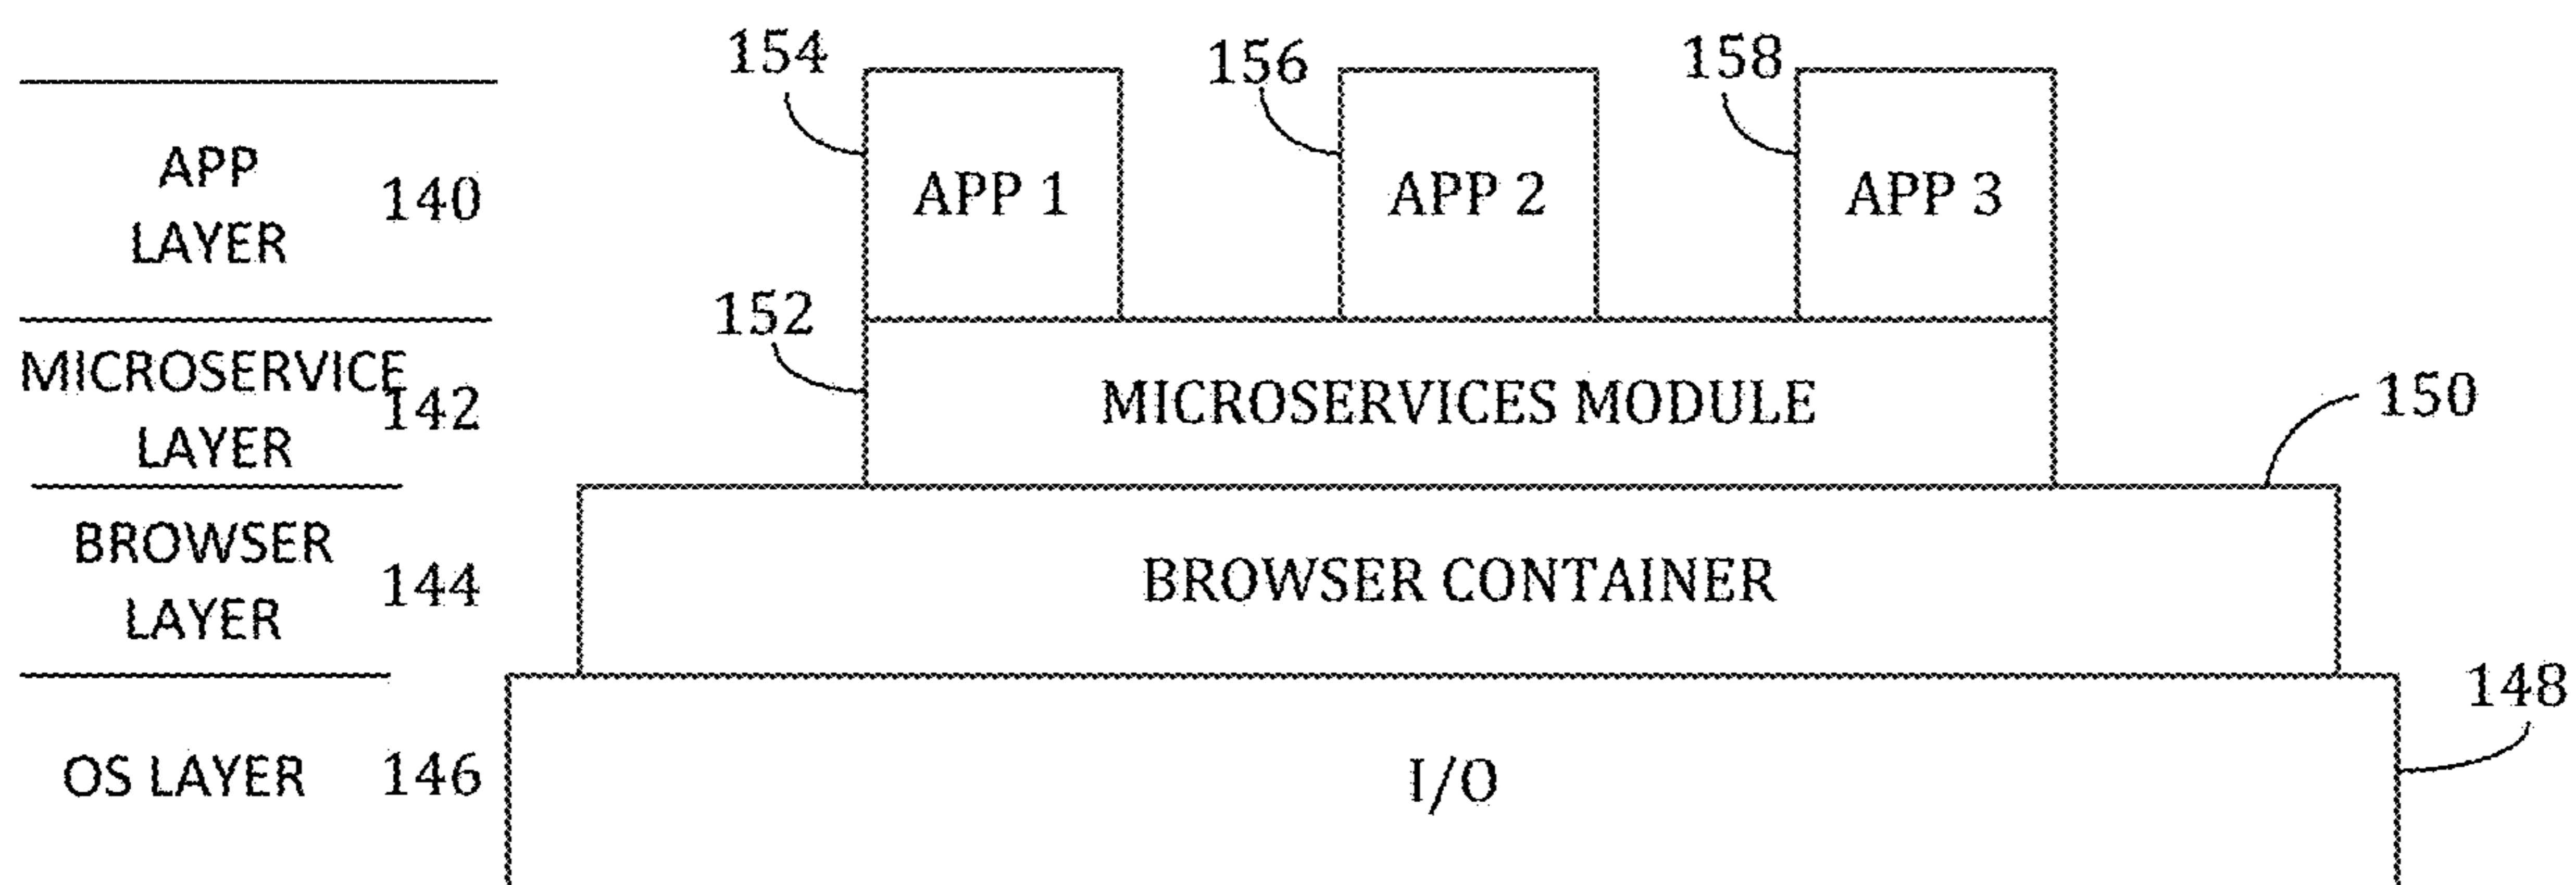 154
156
158
APP
LAYER
140
APP 1
APP 2
APP 3
152
MICROSERVICE
LAYER
142
MICROSERVICES MODULE
150
BROWSER
LAYER
144
BROWSER CONTAINER
148
OS LAYER
146
I/O